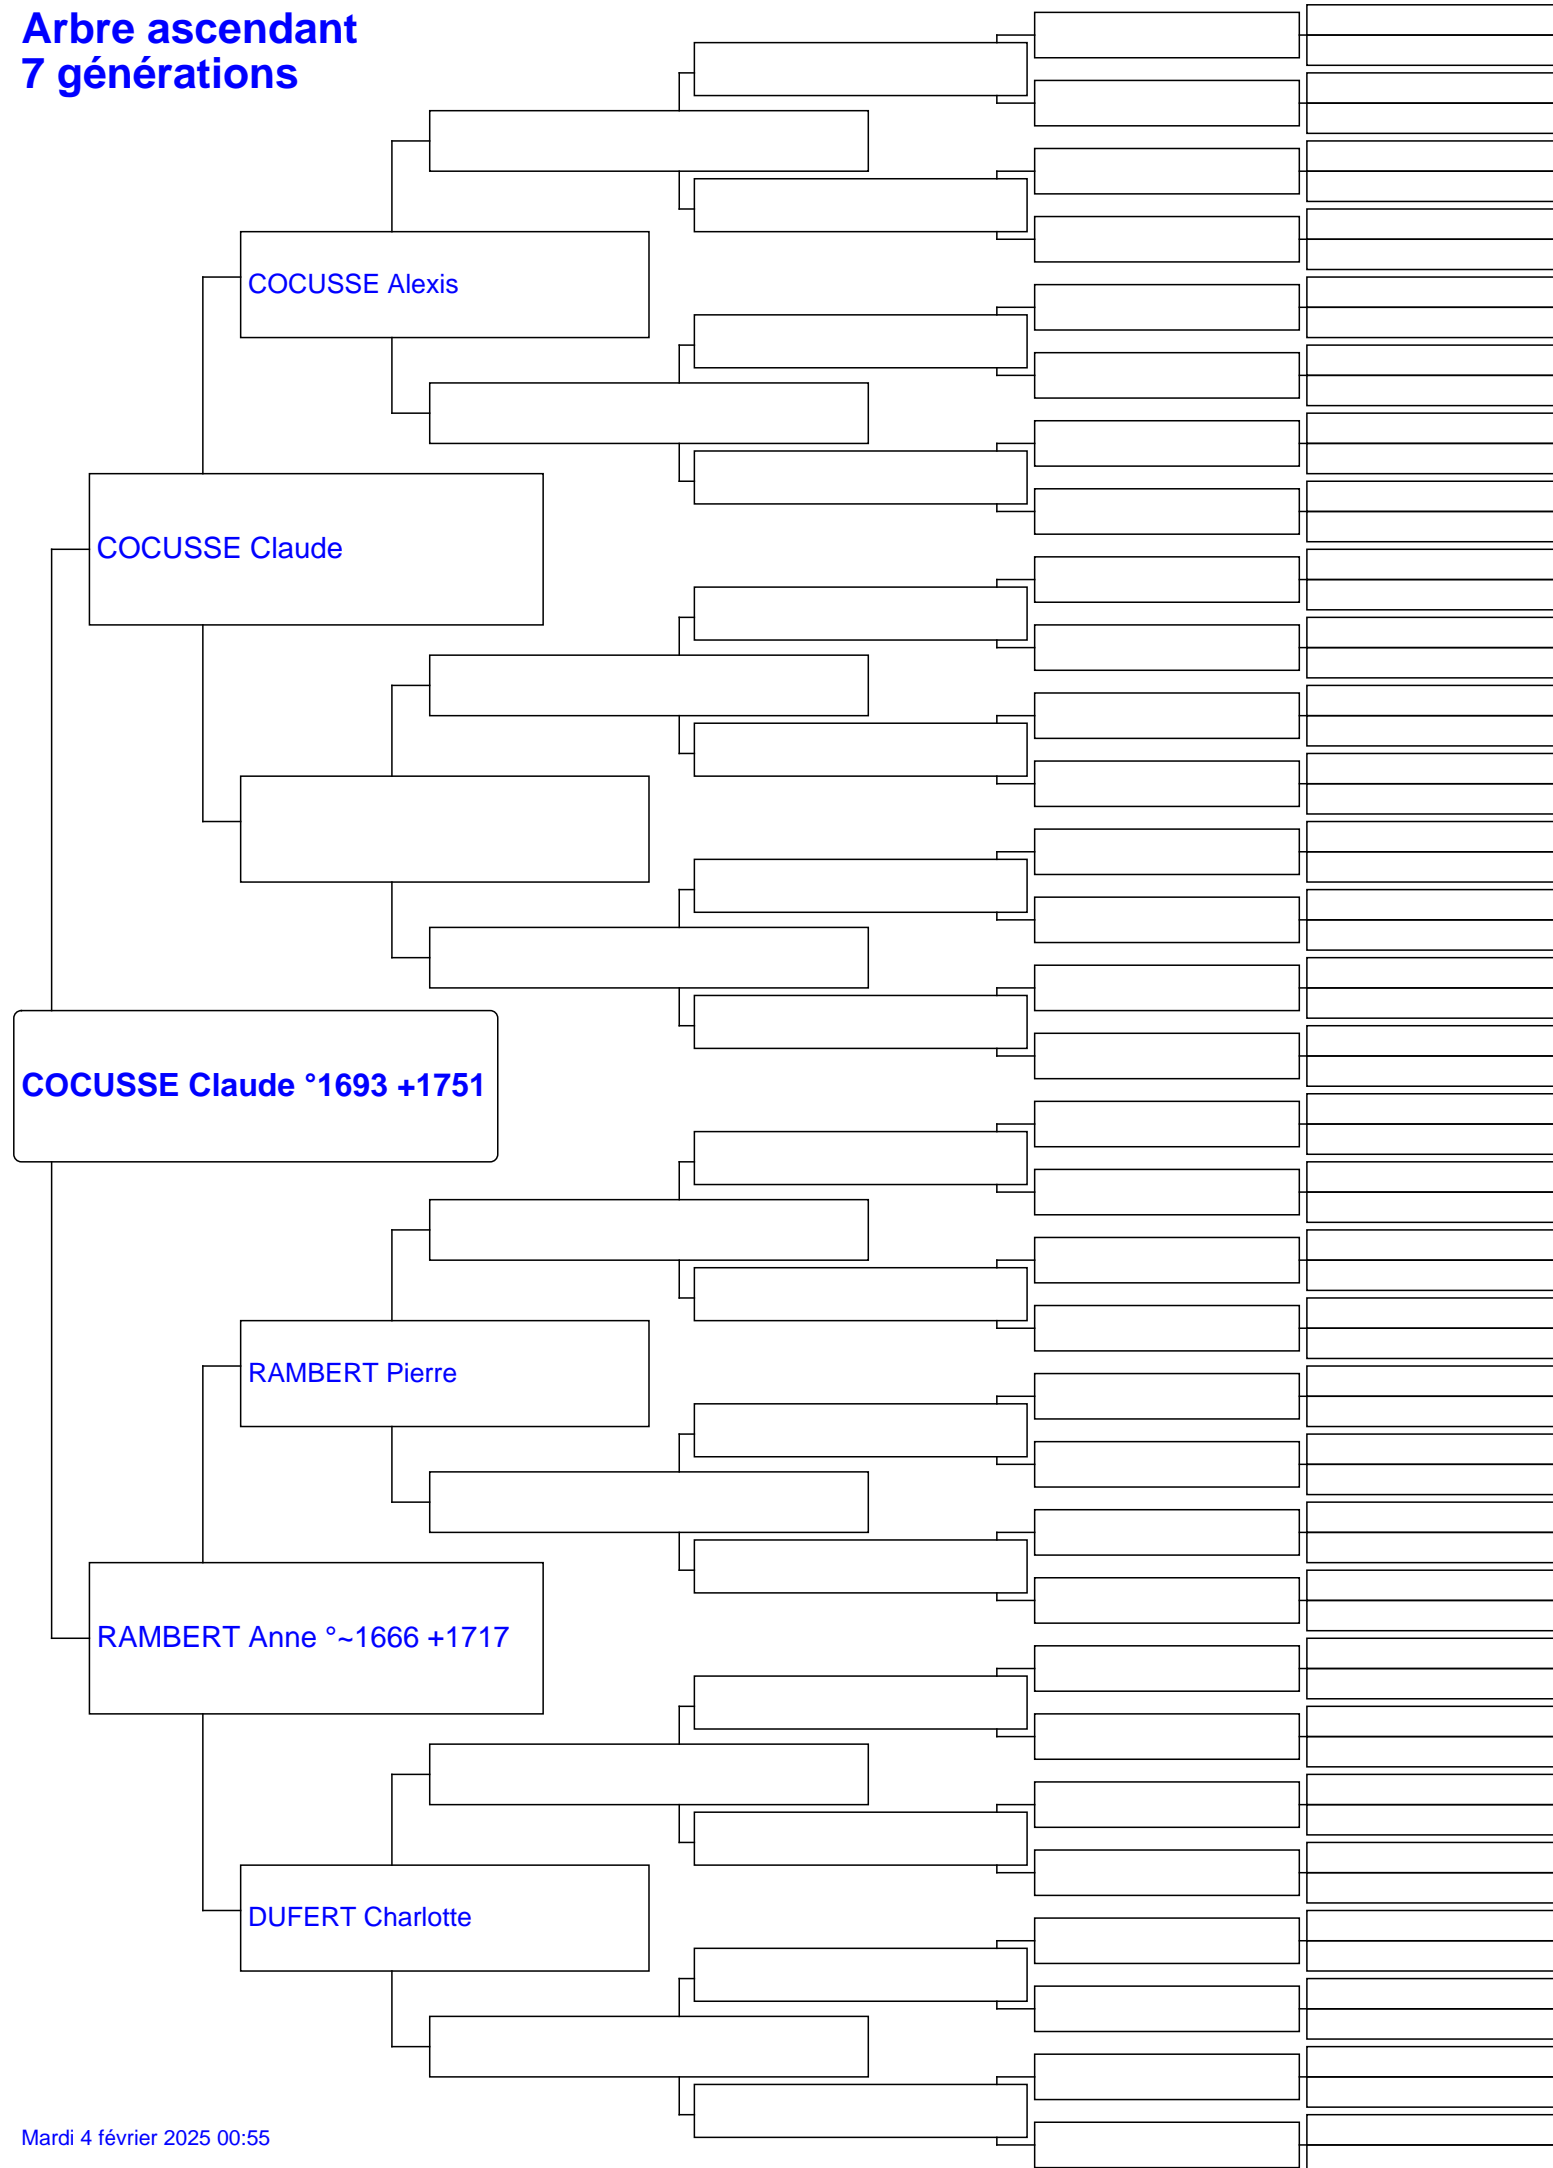 Arbre ascendant
7 générations
COCUSSE Alexis
COCUSSE Claude
COCUSSE Claude °1693 +1751
RAMBERT Pierre
RAMBERT Anne °~1666 +1717
DUFERT Charlotte
Mardi 4 février 2025 00:55